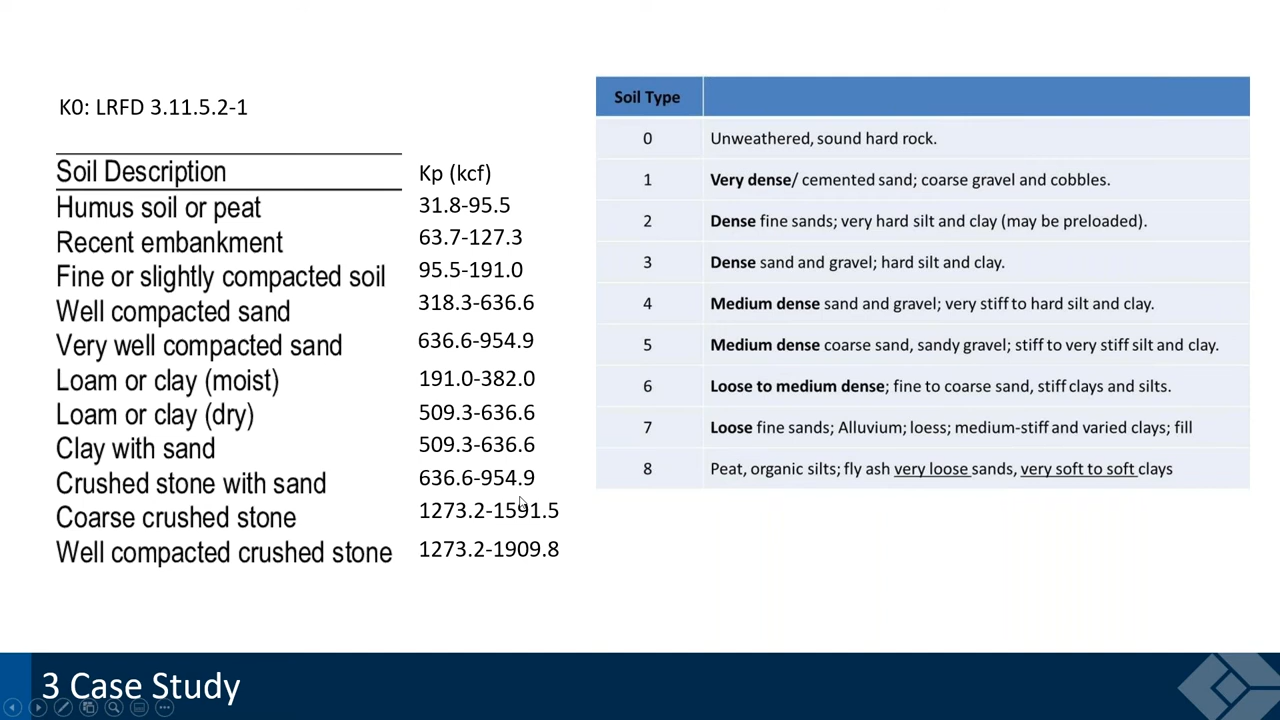 K0: LRFD 3.11.5.2-1
Soil Description Kp (kcf)
Humus soil or peat 31.8-95.5
Recent embankment 63.7-127.3
Fine or slightly compacted soil 95.5-191.0
Well compacted sand 318.3-636.6
Very well compacted sand 636.6-954.9
Loam or clay (moist) 191.0-382.0
Loam or clay (dry) 509.3-636.6
Clay with sand 509.3-636.6
Crushed stone with sand 636.6-954.9
Coarse crushed stone 1273.2-1591.5
Well compacted crushed stone 1273.2-1909.8
Soil Type
0 Unweathered, sound hard rock.
1 Very dense/ cemented sand; coarse gravel and cobbles.
2 Dense fine sands; very hard silt and clay (may be preloaded).
3 Dense sand and gravel; hard silt and clay.
4 Medium dense sand and gravel; very stiff to hard silt and clay.
5 Medium dense coarse sand, sandy gravel; stiff to very stiff silt and clay.
6 Loose to medium dense; fine to coarse sand, stiff clays and silts.
7 Loose fine sands; Alluvium; loess; medium-stiff and varied clays; fill
8 Peat, organic silts; fly ash very loose sands, very soft to soft clays
3 Case Study